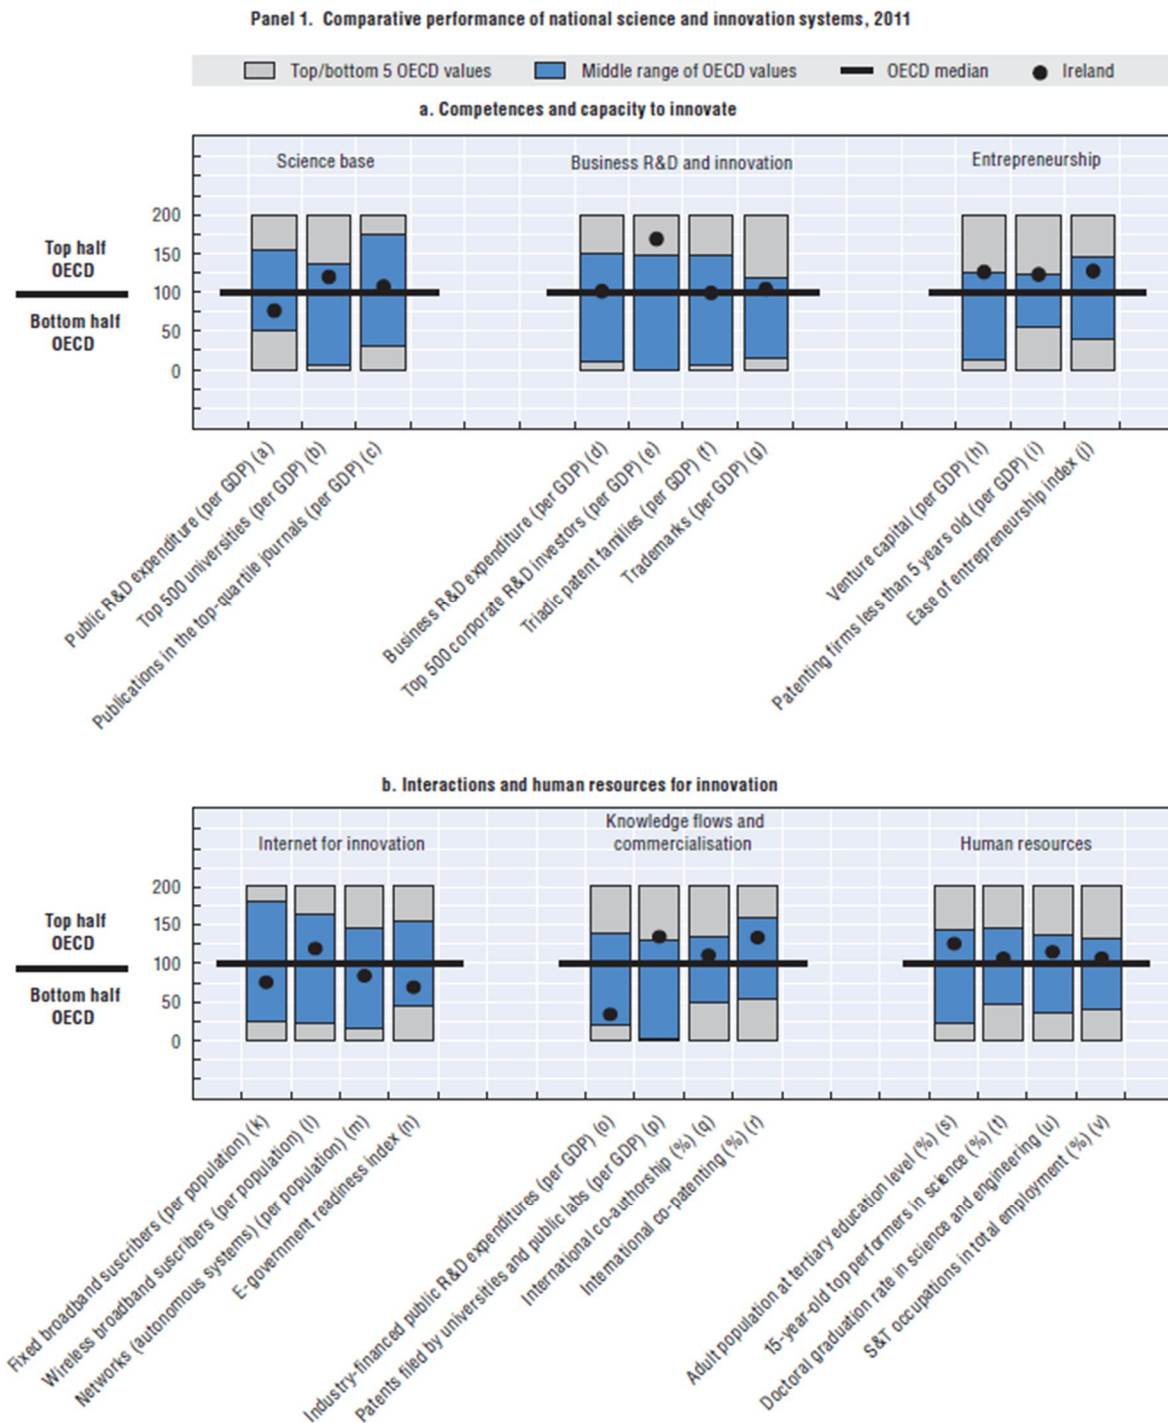 Panel 1. Comparative performance of national science and innovation systems, 2011
Top/bottom 5 OECD values
Middle range of OECD values
OECD median
Ireland
a. Competences and capacity to innovate
Science base
Business R&D and innovation
Entrepreneurship
200
150
100
50
0
Top half
OECD
Bottom half
OECD
Public R&D expenditure (per GDP) (a)
Top 500 universities (per GDP) (b)
Publications in the top-quartile journals (per GDP) (c)
Business R&D expenditure (per GDP) (d)
Top 500 corporate R&D investors (per GDP) (e)
Triadic patent families (per GDP) (f)
Trademarks (per GDP) (g)
Venture capital (per GDP) (h)
Patenting firms less than 5 years old (per GDP) (i)
Ease of entrepreneurship index (j)
b. Interactions and human resources for innovation
Internet for innovation
Knowledge flows and
commercialisation
Human resources
200
150
100
50
0
Top half
OECD
Bottom half
OECD
Fixed broadband suscribers (per population) (k)
Wireless broadband suscribers (per population) (l)
Networks (autonomous systems) (per population) (m)
E-government readiness index (n)
Industry-financed public R&D expenditures (per GDP) (o)
Patents filed by universities and public labs (per GDP) (p)
International co-authorship (%) (q)
International co-patenting (%) (r)
Adult population at tertiary education level (%) (s)
15-year-old top performers in science (%) (t)
Doctoral graduation rate in science and engineering (u)
S&T occupations in total employment (%) (v)